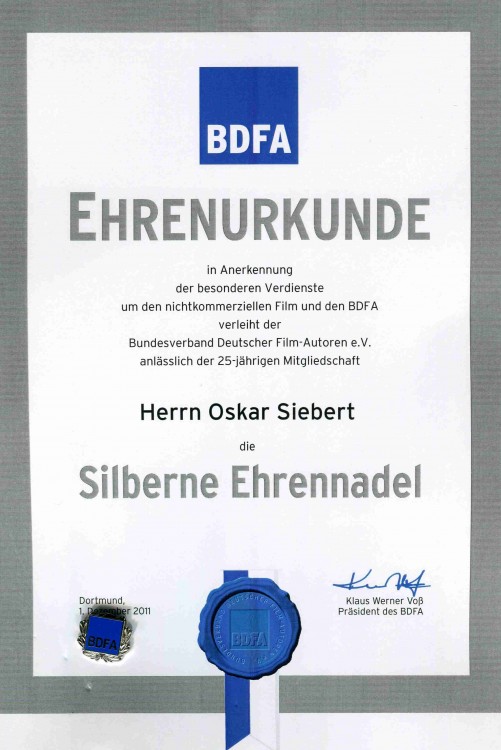 BDFA
EHRENURKUNDE
in Anerkennung
der besonderen Verdienste
um den nichtkommerziellen Film und den BDFA
verleiht der
Bundesverband Deutscher Film-Autoren e.V.
anlässlich der 25-jährigen Mitgliedschaft
Herrn Oskar Siebert
die
Silberne Ehrennadel
Dortmund,
1. Dezember 2011
BDFA
BDFA
Klaus Werner Voß
Präsident des BDFA